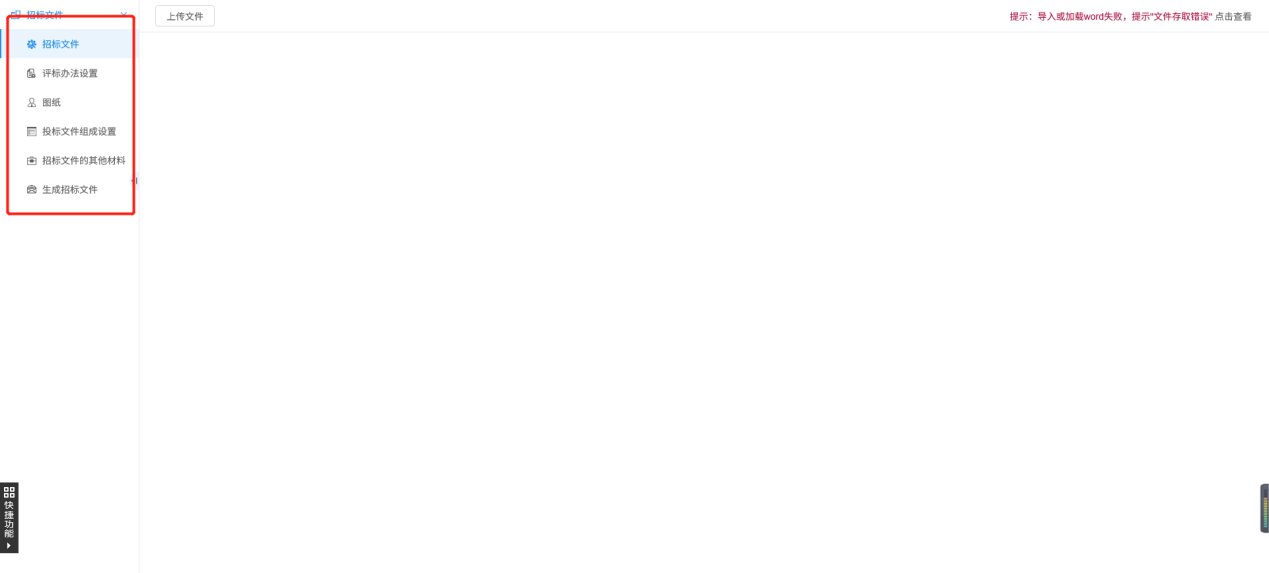 招标文件
上传文件
提示：导入或加载word失败，提示"文件存取错误" 点击查看
招标文件
评标办法设置
图纸
投标文件组成设置
招标文件的其他材料
生成招标文件
快捷功能